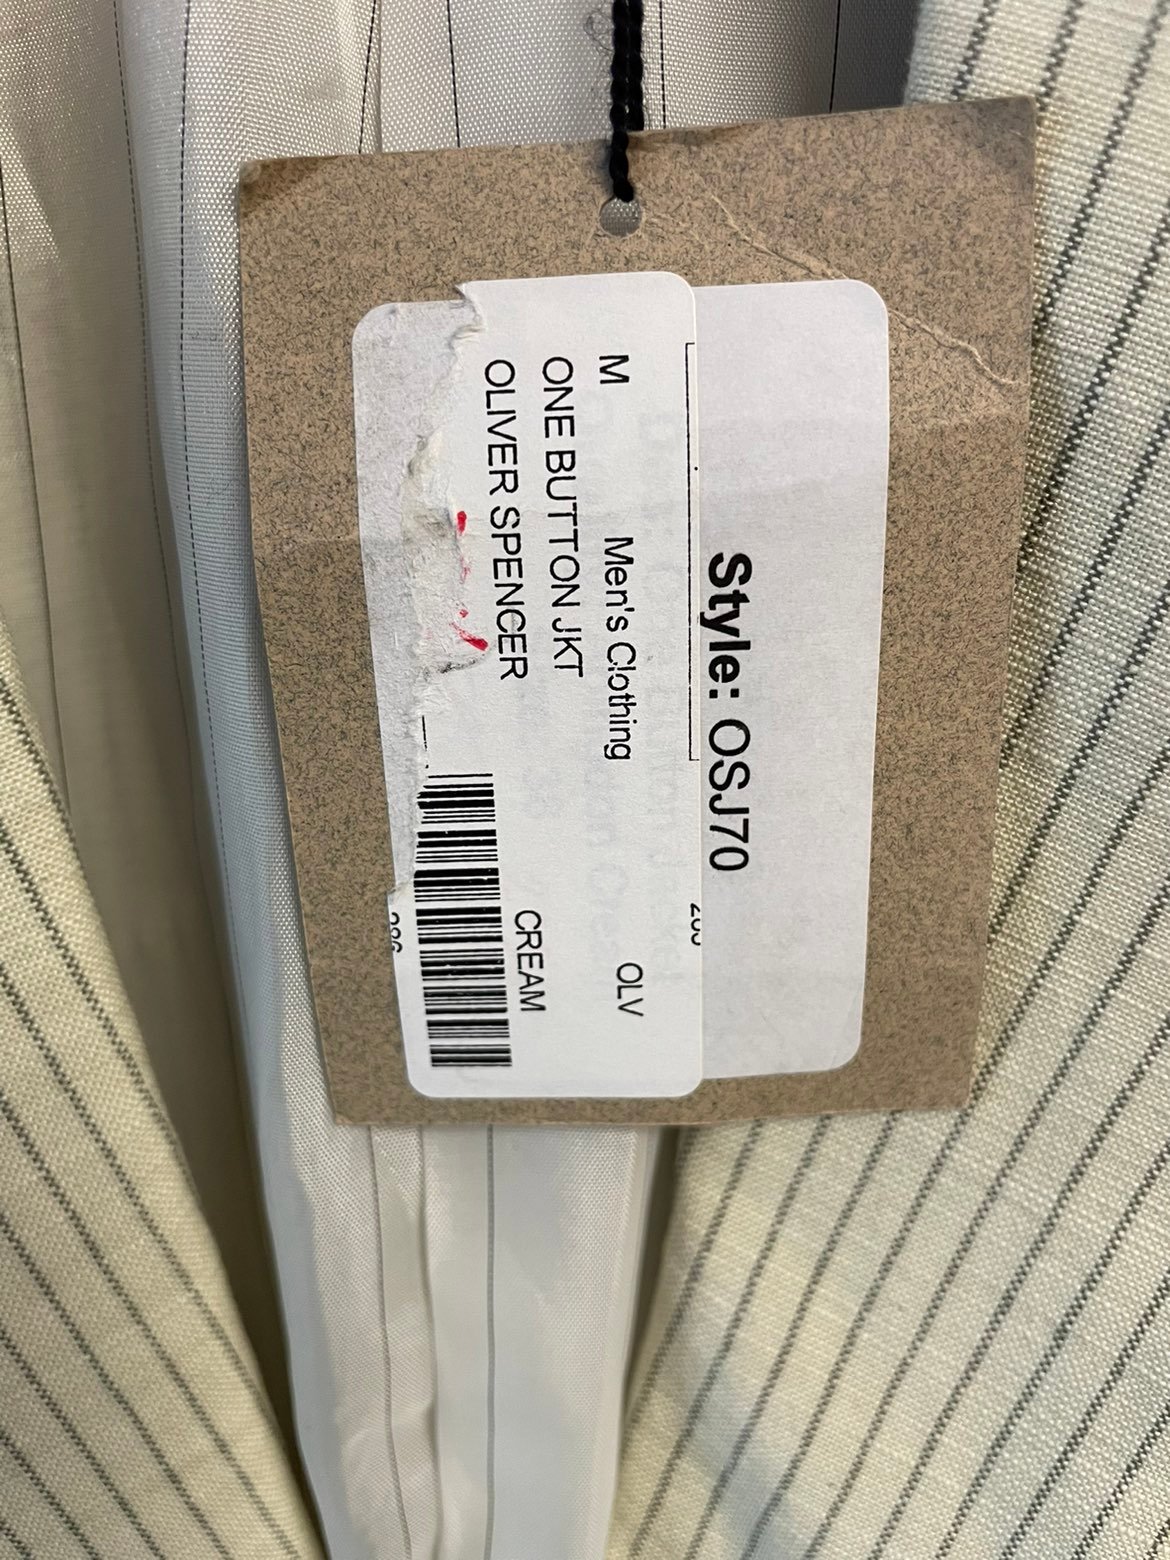 Style: OSJ70
M Men's Clothing OLV
ONE BUTTON JKT
OLIVER SPENCER CREAM